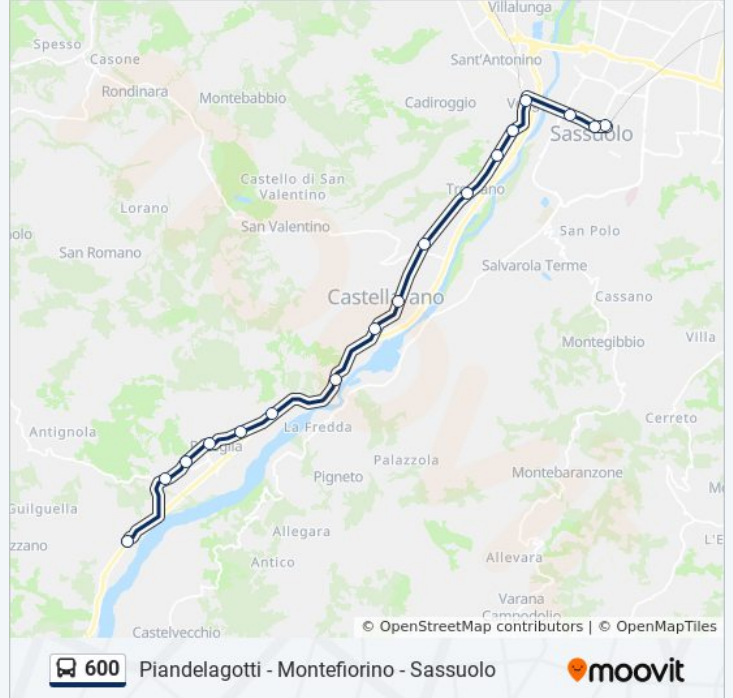 Villalunga
Spesso
Casone
Sant'Antonino
Rondinara
Montebabbio
Cadiroggio
Sassuolo
Castello di San
Valentino
Lorano
San Valentino
San Polo
San Romano
Salvarola Terme
Castellarano
Cassano
Montegibbio
Villa
Cerreto
La Fredda
Antignola
Palazzola
Pigneto
Montebaranzone
Allegara
Antico
Allevara
L'E
Varana
Campodolio
© OpenStreetMap contributors | © OpenMapTiles
Castelvecchio
600 Piandelagotti - Montefiorino - Sassuolo moovit